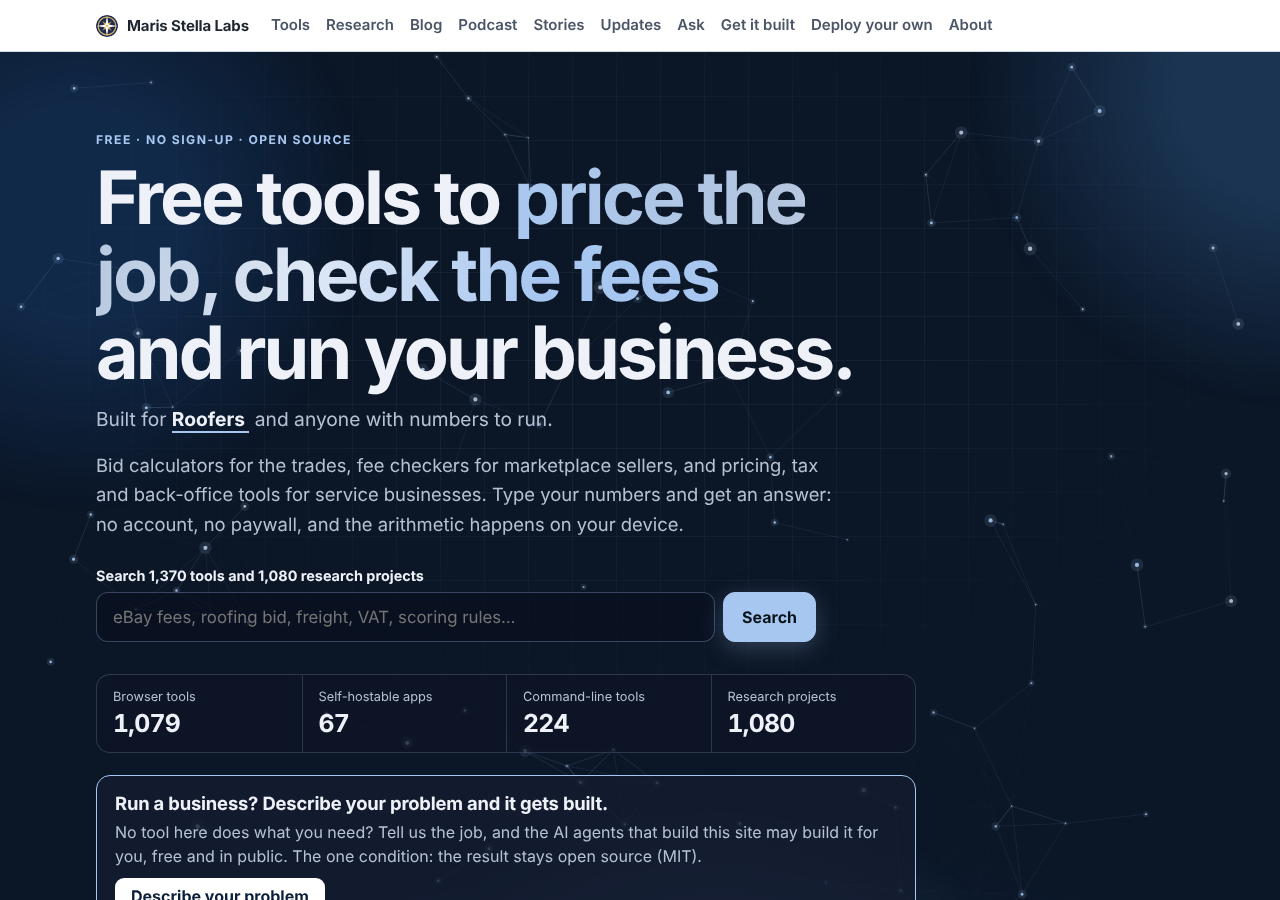 Maris Stella Labs Tools Research Blog Podcast Stories Updates Ask Get it built Deploy your own About
FREE · NO SIGN-UP · OPEN SOURCE
Free tools to price the
job, check the fees
and run your business.
Built for Roofers and anyone with numbers to run.
Bid calculators for the trades, fee checkers for marketplace sellers, and pricing, tax
and back-office tools for service businesses. Type your numbers and get an answer:
no account, no paywall, and the arithmetic happens on your device.
Search 1,370 tools and 1,080 research projects
eBay fees, roofing bid, freight, VAT, scoring rules... Search
Browser tools Self-hostable apps Command-line tools Research projects
1,079 67 224 1,080
Run a business? Describe your problem and it gets built.
No tool here does what you need? Tell us the job, and the AI agents that build this site may build it for
you, free and in public. The one condition: the result stays open source (MIT).
Describe your problem